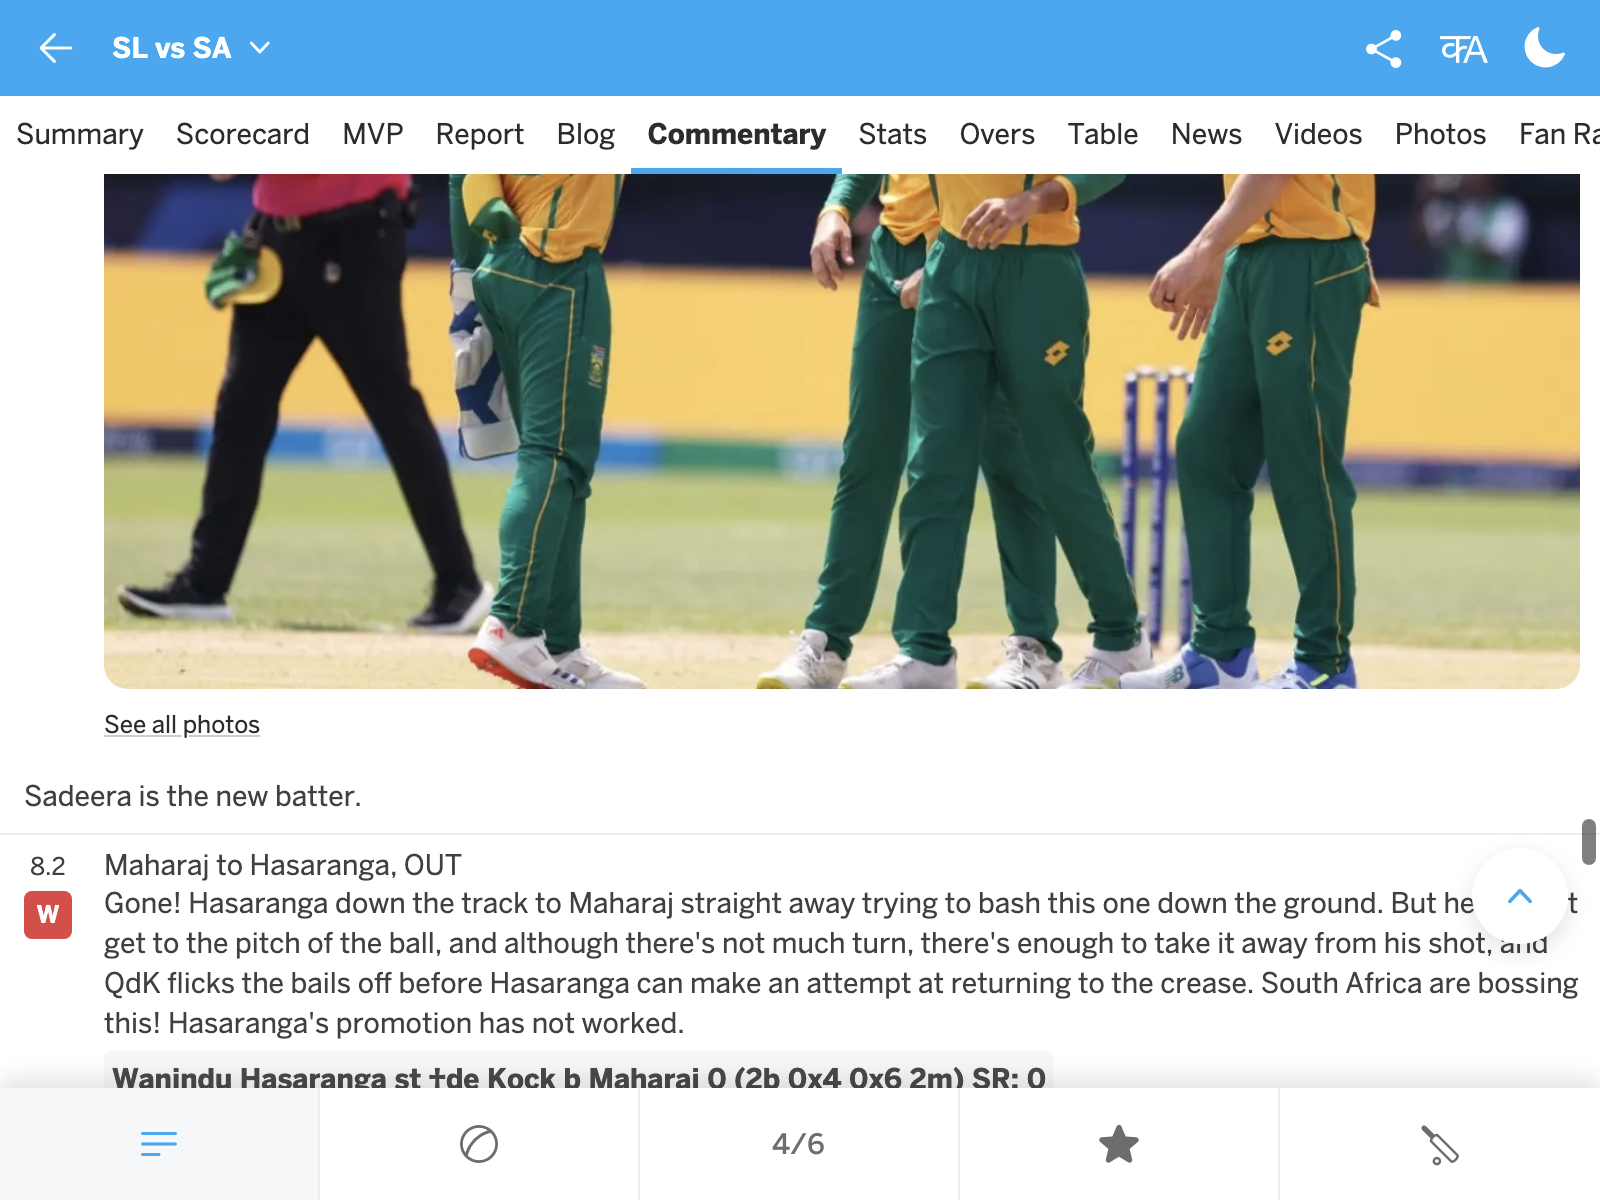 SL vs SA
Summary Scorecard MVP Report Blog Commentary Stats Overs Table News Videos Photos Fan Ra
See all photos
Sadeera is the new batter.
8.2 Maharaj to Hasaranga, OUT
W Gone! Hasaranga down the track to Maharaj straight away trying to bash this one down the ground. But he
get to the pitch of the ball, and although there's not much turn, there's enough to take it away from his shot, and
QdK flicks the bails off before Hasaranga can make an attempt at returning to the crease. South Africa are bossing
this! Hasaranga's promotion has not worked.
Wanindu Hasaranga st †de Kock b Maharaj 0 (2b 0x4 0x6 2m) SR: 0
4/6